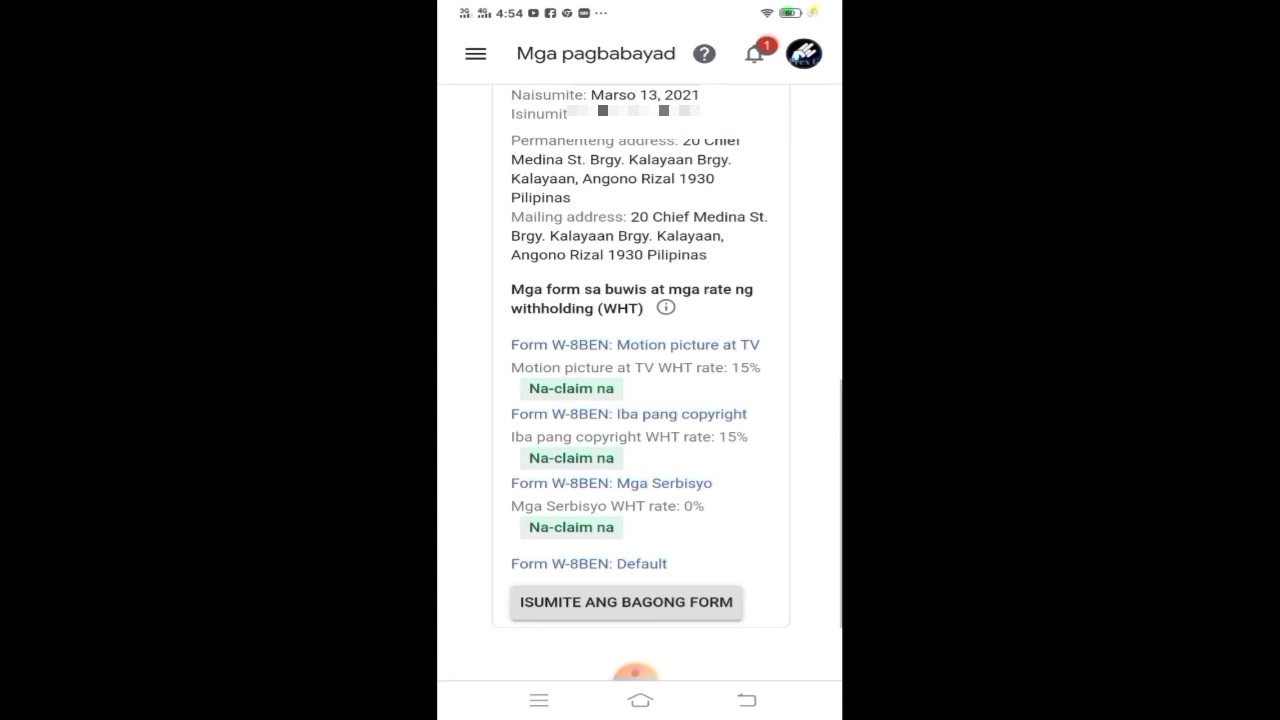 3G 4G 4:54
Mga pagbabayad ? 1
Naisumite: Marso 13, 2021
Isinumit
Permanenteng address: 20 Chief
Medina St. Brgy. Kalayaan Brgy.
Kalayaan, Angono Rizal 1930
Pilipinas
Mailing address: 20 Chief Medina St.
Brgy. Kalayaan Brgy. Kalayaan,
Angono Rizal 1930 Pilipinas
Mga form sa buwis at mga rate ng
withholding (WHT)
Form W-8BEN: Motion picture at TV
Motion picture at TV WHT rate: 15%
Na-claim na
Form W-8BEN: Iba pang copyright
Iba pang copyright WHT rate: 15%
Na-claim na
Form W-8BEN: Mga Serbisyo
Mga Serbisyo WHT rate: 0%
Na-claim na
Form W-8BEN: Default
ISUMITE ANG BAGONG FORM